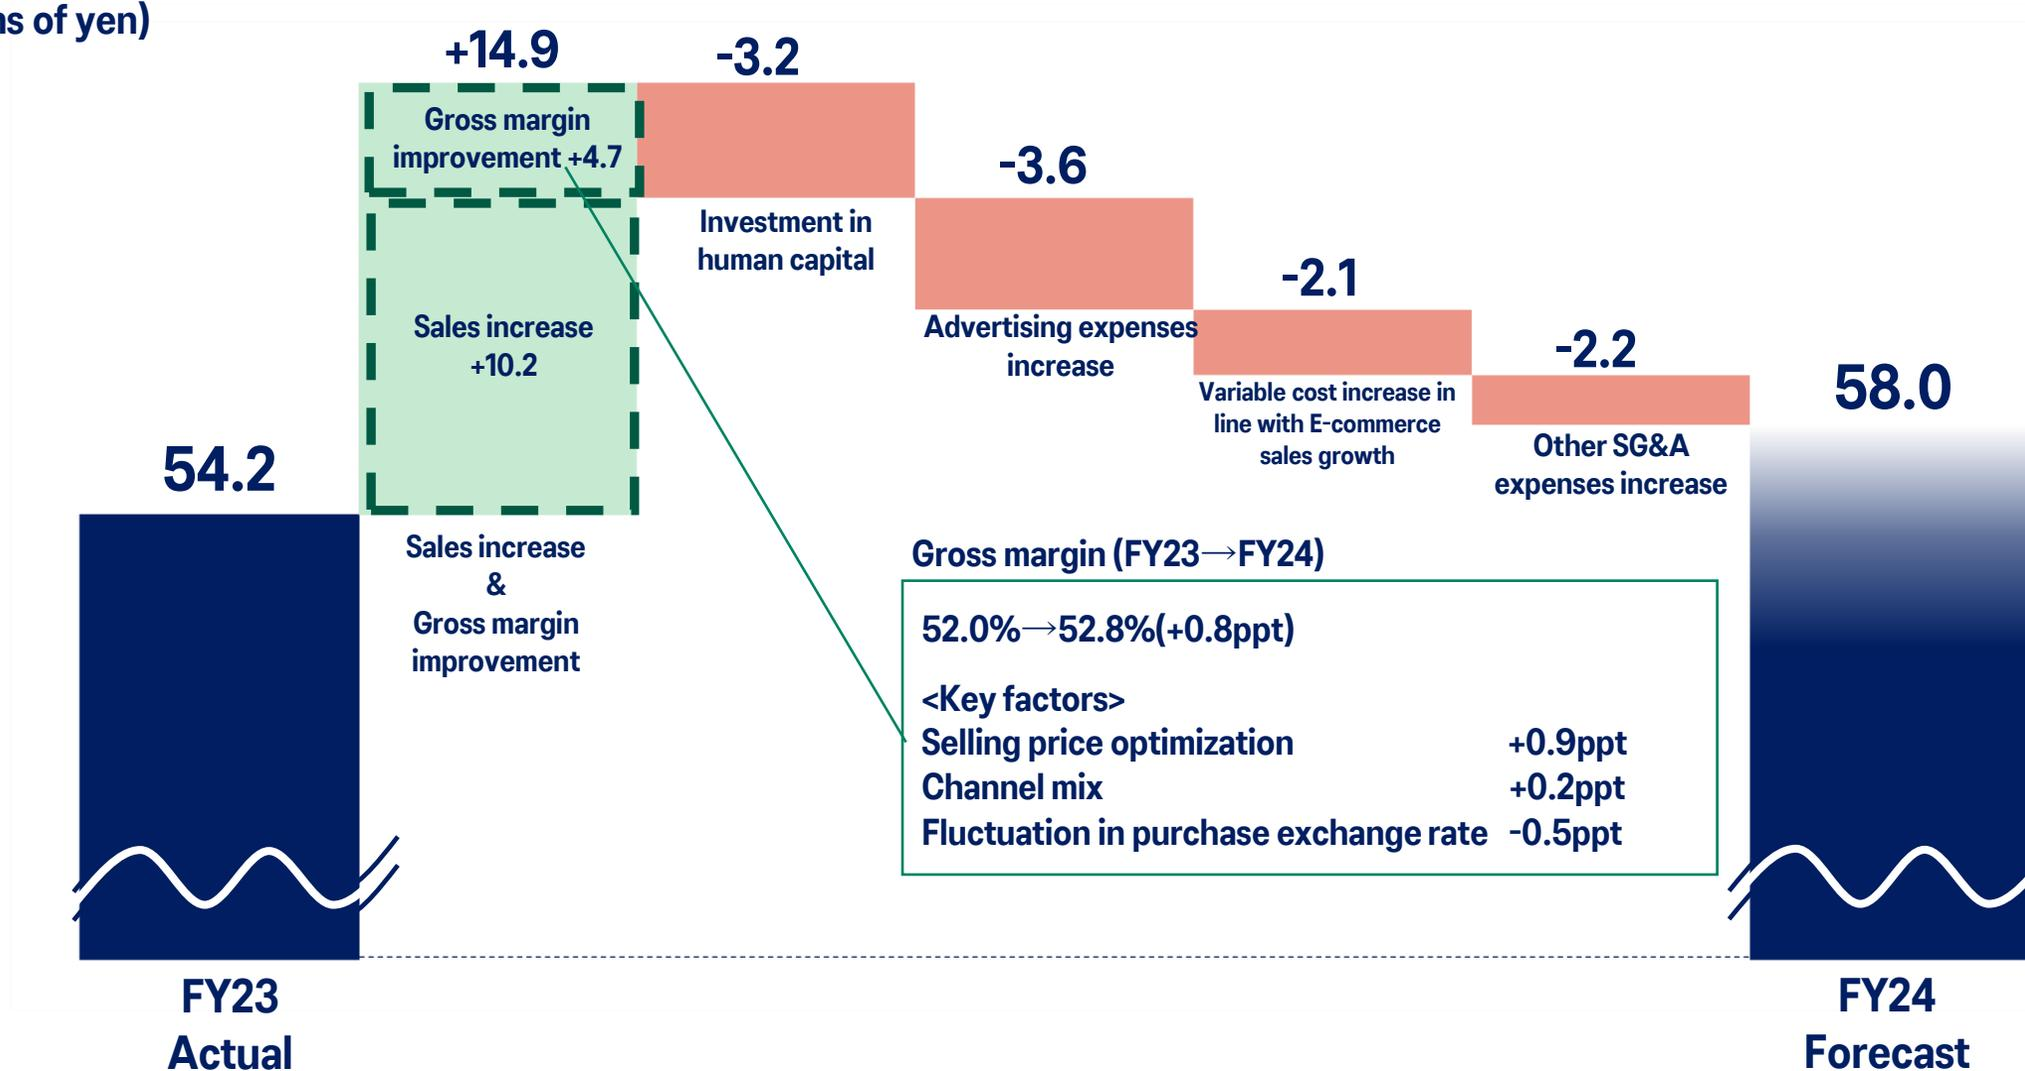 of yen)
+14.9
Gross margin
improvement +4.7
Sales increase
+10.2
Sales increase
&
Gross margin
improvement
54.2
FY23
Actual
-3.2
Investment in
human capital
-3.6
Advertising expenses
increase
-2.1
Variable cost increase in
line with E-commerce
sales growth
-2.2
Other SG&A
expenses increase
58.0
FY24
Forecast
Gross margin (FY23→FY24)
52.0%→52.8%(+0.8ppt)
<Key factors>
Selling price optimization +0.9ppt
Channel mix +0.2ppt
Fluctuation in purchase exchange rate -0.5ppt